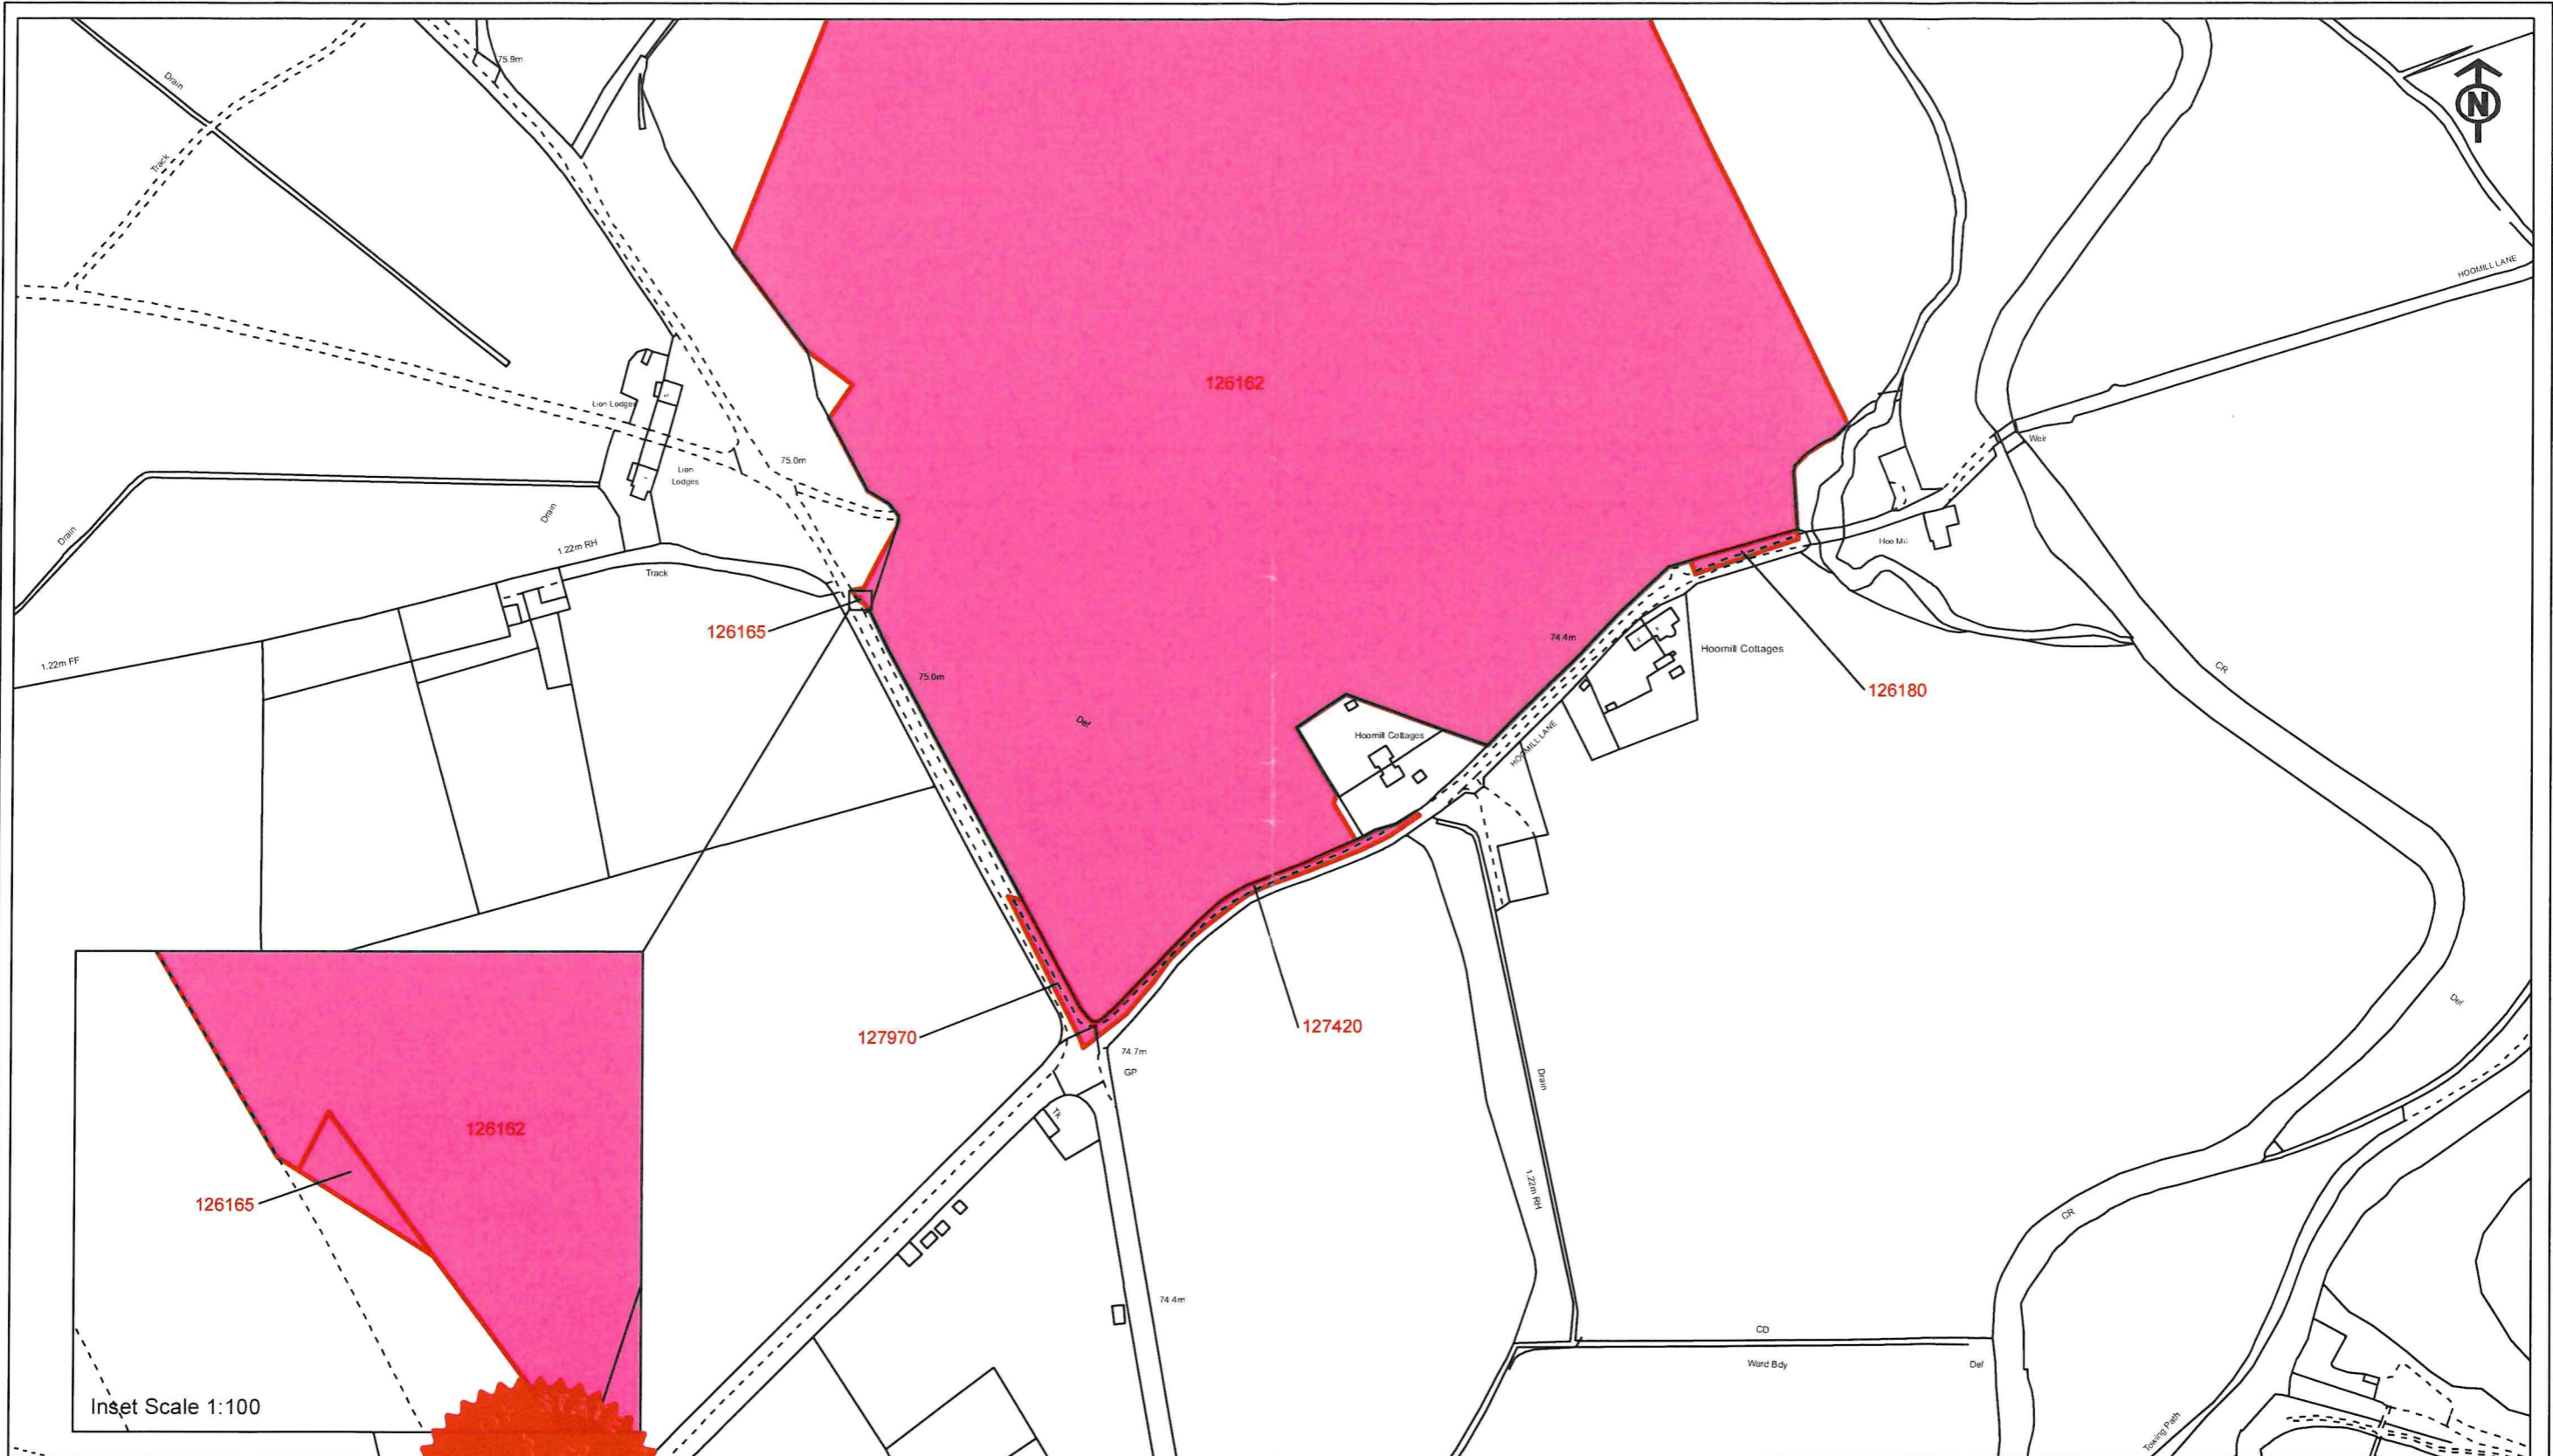 75.9m
Drain
Track
HOOMILL LANE
126162
Lion Lodges
Weir
75.0m
Lion
Lodges
Drain
Drain
1.22m RH
Track
126165
1.22m FF
75.0m
Def
74.4m
Hoomill Cottages
CR
126180
Hoomill Cottages
HOOMILL LANE
127970
127420
74.7m
GP
Tk
Drain
Def
126162
126165
1.22m RH
CR
74.4m
CD
Ward Bdy
Def
Inset Scale 1:100
Towing Path
N